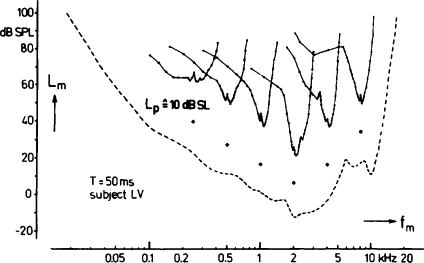 100
dB SPL
80
L_m
60
L_p ≙ 10 dB SL
40
20
T = 50 ms
subject LV
0
-20
f_m
0.05 0.1 0.2 0.5 1 2 5 10 kHz 20